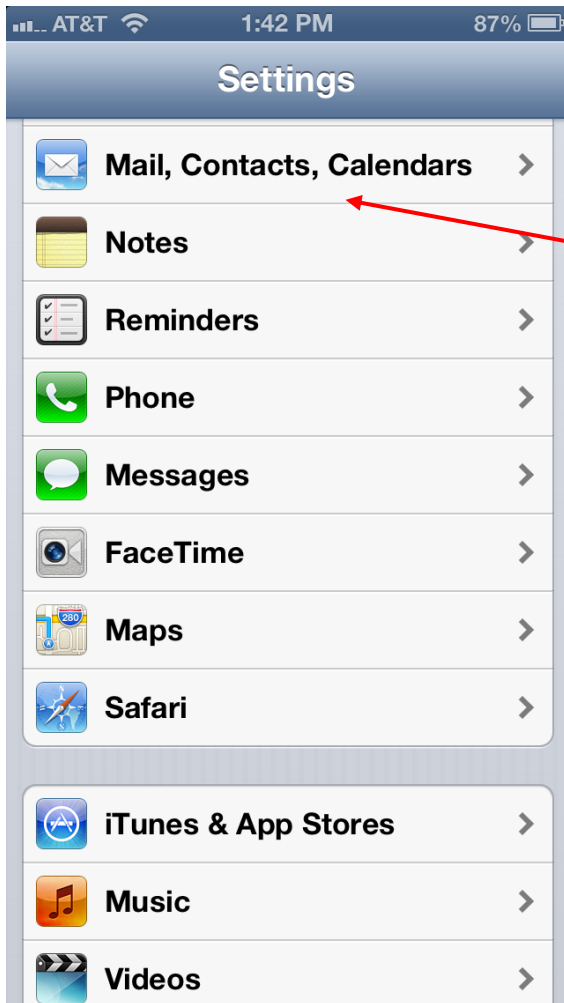 AT&T 1:42 PM 87%
Settings
Mail, Contacts, Calendars
Notes
Reminders
Phone
Messages
FaceTime
280
Maps
Safari
iTunes & App Stores
Music
Videos